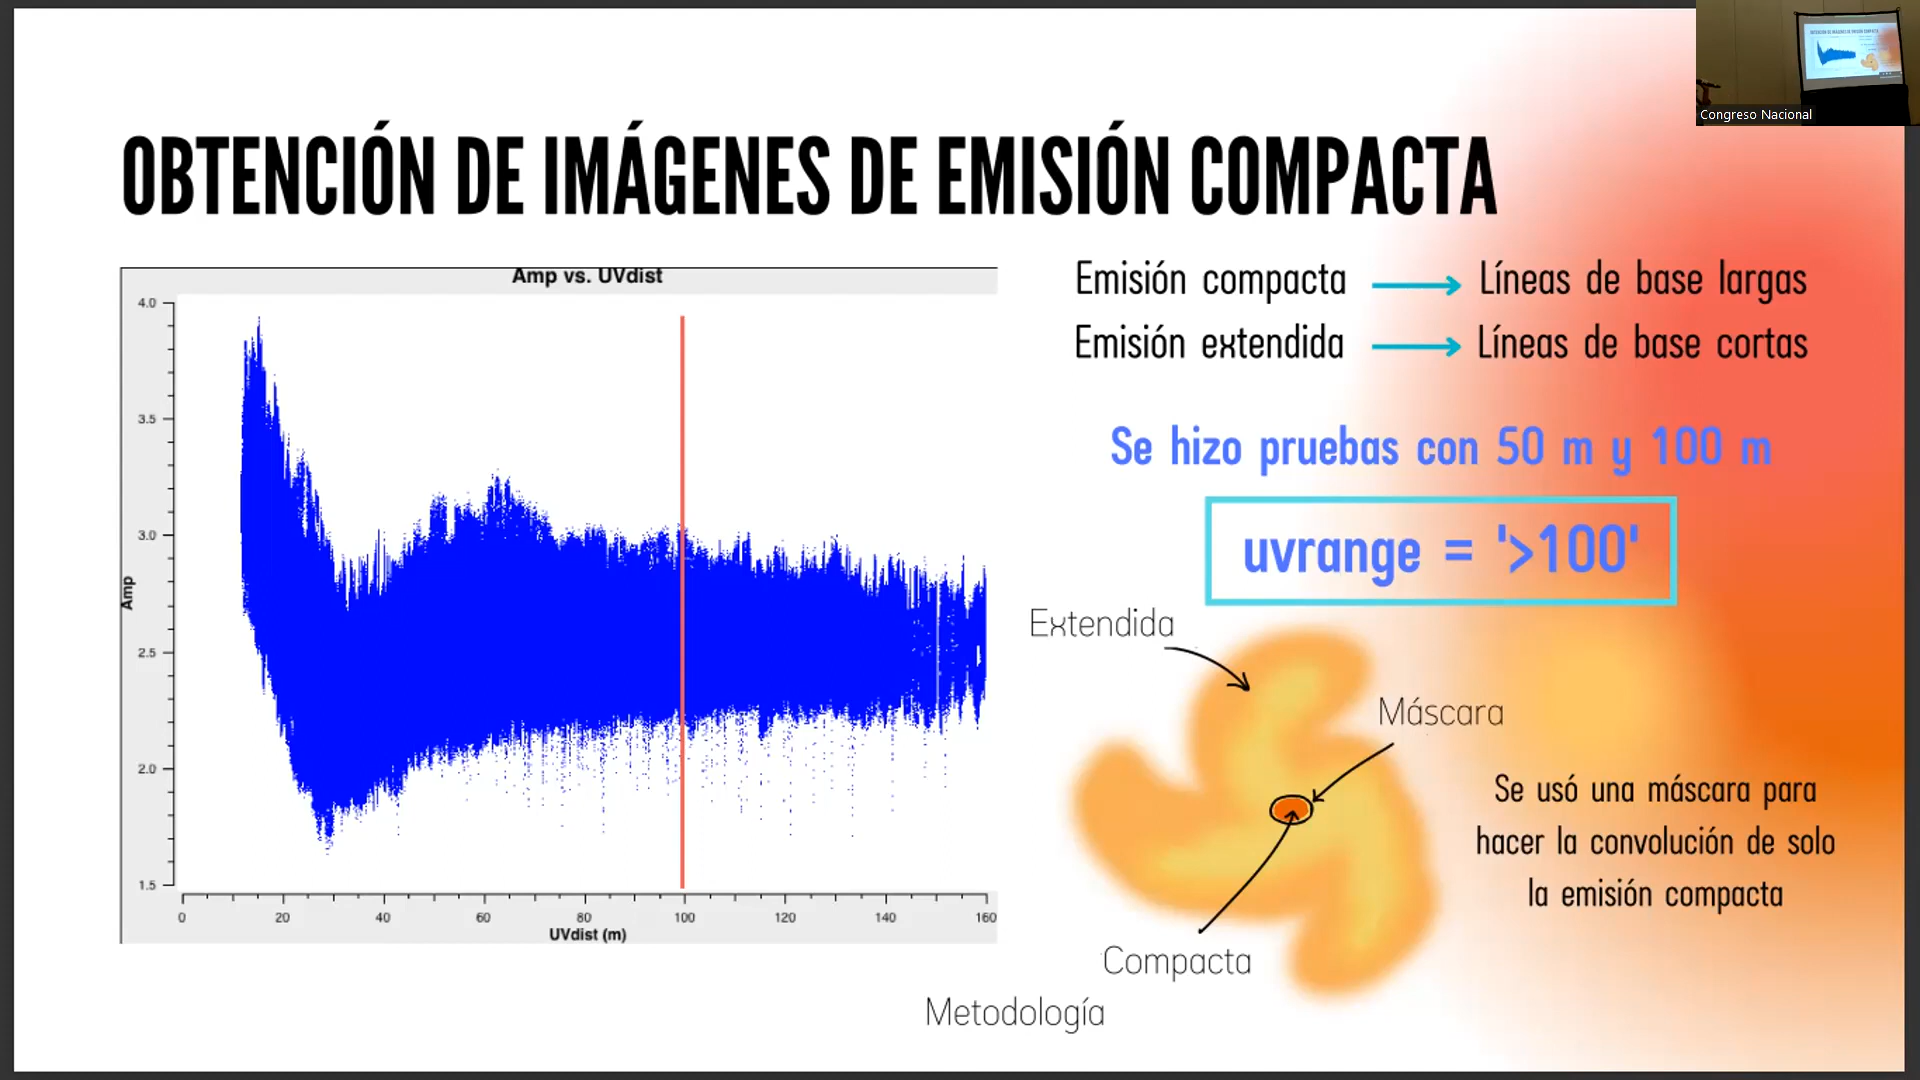 Congreso Nacional
OBTENCIÓN DE IMÁGENES DE EMISIÓN COMPACTA
Amp vs. UVdist
4.0
3.5
3.0
2.5
2.0
1.5
Amp
0 20 40 60 80 100 120 140 160
UVdist (m)
Emisión compacta → Líneas de base largas
Emisión extendida → Líneas de base cortas
Se hizo pruebas con 50 m y 100 m
uvrange = '>100'
Extendida
Máscara
Compacta
Se usó una máscara para
hacer la convolución de solo
la emisión compacta
Metodología